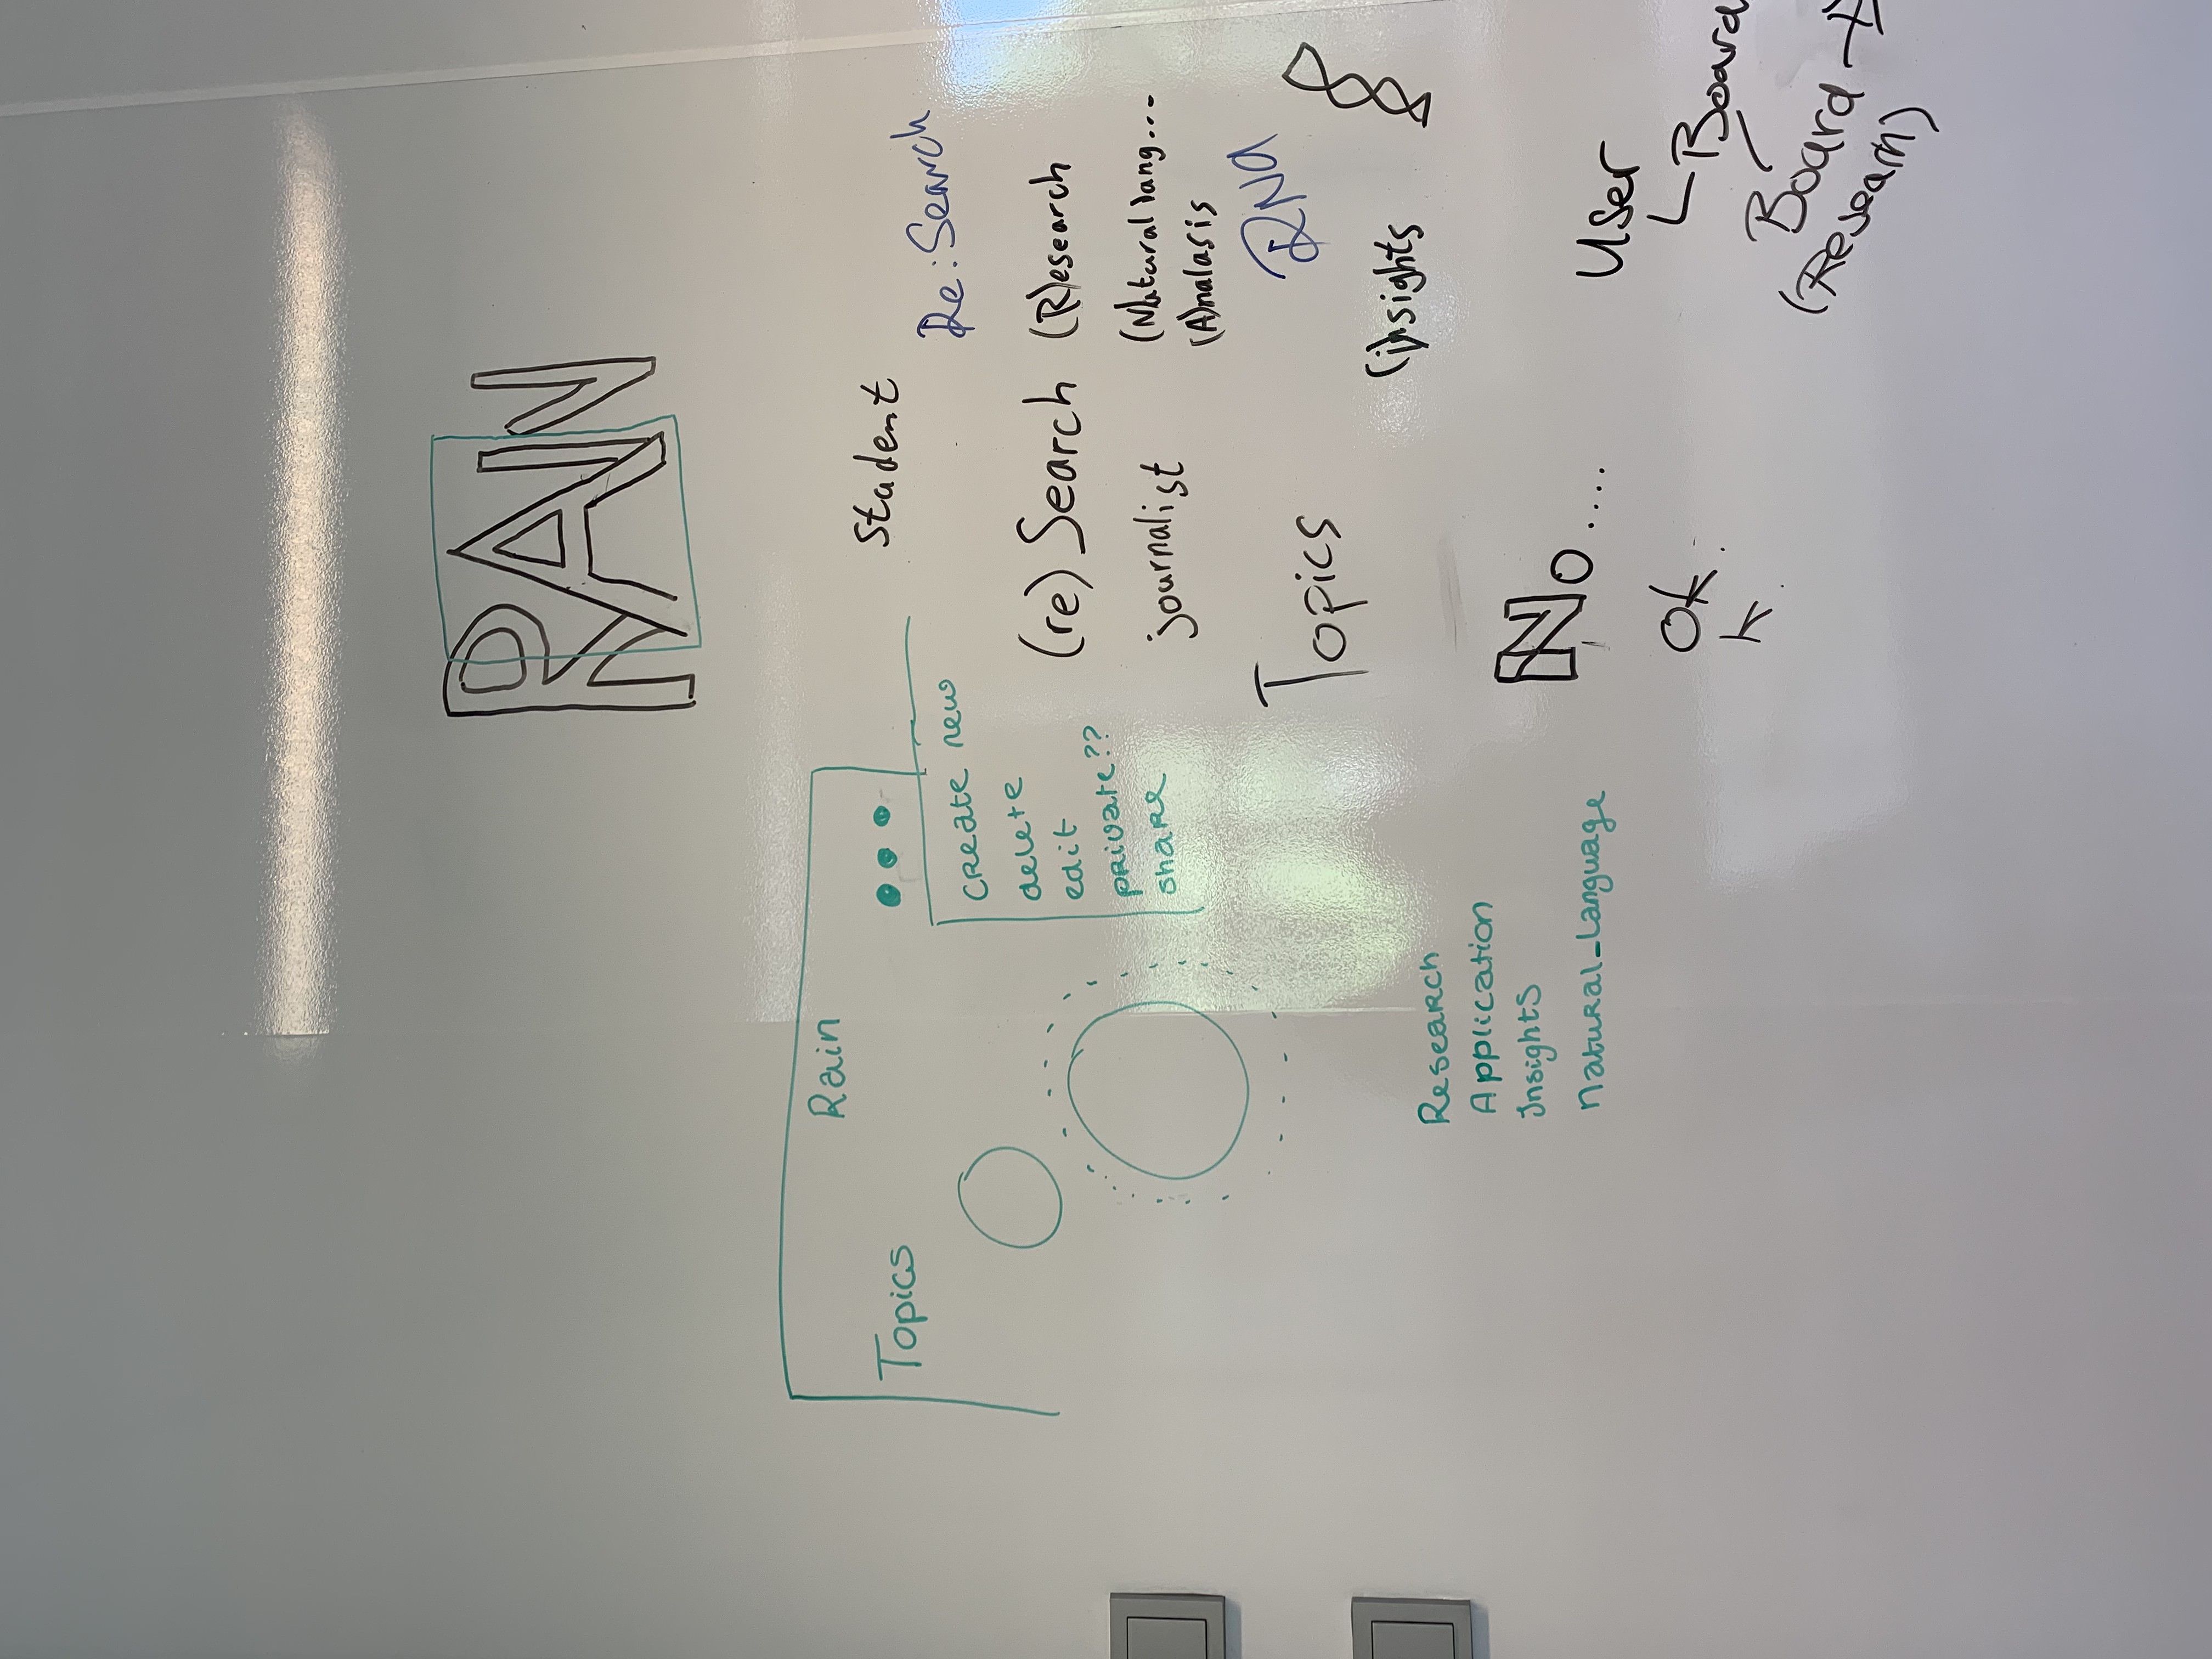 RAIN
Rain
Topics
Create new
delete
edit
private??
share
Research
Application
Insights
Natural_Language
student
Re:Search
(re) Search
(R)esearch
journalist
(N)atural lang...
(A)nalasis
RNA
Topics
(i)nsights
No....
Ok
User
Board
Board